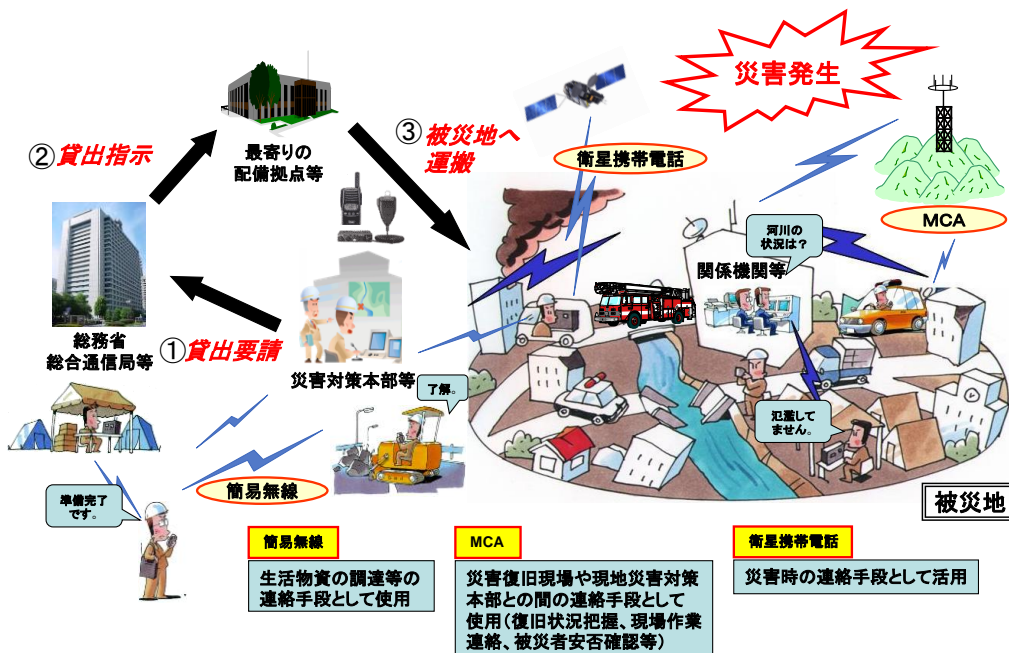 災害発生
② 貸出指示
最寄りの
配備拠点等
③ 被災地へ
運搬
衛星携帯電話
MCA
総務省
総合通信局等
① 貸出要請
災害対策本部等
河川の
状況は？
関係機関等
了解。
氾濫して
ません。
準備完了
です。
簡易無線
被災地
簡易無線
生活物資の調達等の
連絡手段として使用
MCA
災害復旧現場や現地災害対策
本部との間の連絡手段として
使用（復旧状況把握、現場作業
連絡、被災者安否確認等）
衛星携帯電話
災害時の連絡手段として活用